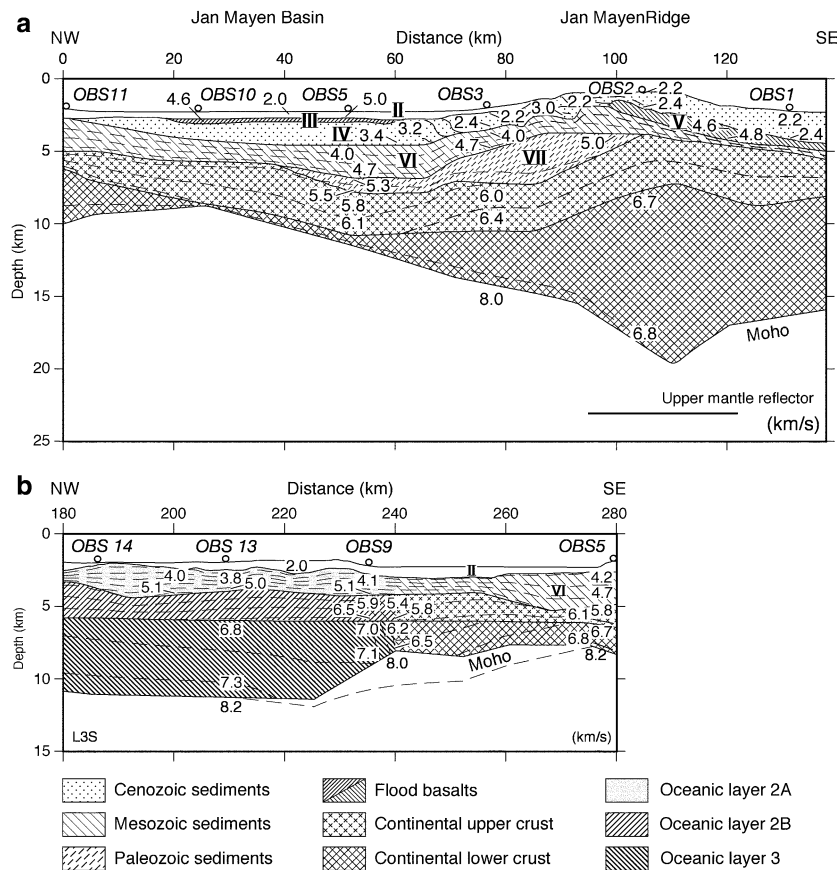 a
Jan Mayen Basin Jan MayenRidge
NW Distance (km) SE
0 20 40 60 80 100 120
0
OBS11 OBS10 OBS5 OBS3 OBS2 OBS1
4.6 2.0 5.0 II 2.2 3.0 2.2 2.2
2.4 2.4 2.2
III 3.2 V 4.6 4.8 2.4
IV 3.4 4.0
5 4.0 VI 4.7 VII 5.0
4.7
5.3
5.5 6.0
5.8 6.7
6.1 6.4
10
Depth (km)
15 8.0
6.8 Moho
20
Upper mantle reflector
(km/s)
25
b
NW Distance (km) SE
180 200 220 240 260 280
0
OBS 14 OBS 13 OBS9 OBS5
2.0 II
4.0 3.8 4.1 4.2
5.1 5.0 5.1 VI 4.7
5 6.5 5.9 5.4 5.8 6.1 5.8
6.8 7.0 6.2 6.7
6.5 6.8
7.1 8.0 Moho 8.2
Depth (km)
7.3
10
8.2
L3S (km/s)
15
Cenozoic sediments Flood basalts Oceanic layer 2A
Mesozoic sediments Continental upper crust Oceanic layer 2B
Paleozoic sediments Continental lower crust Oceanic layer 3